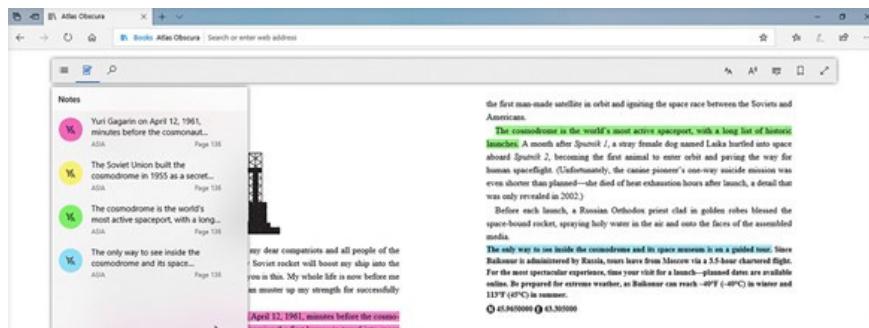 Atlas Obscura
Books Atlas Obscura Search or enter web address
Notes
Yuri Gagarin on April 12, 1961,
minutes before the cosmonaut...
ASIA Page 136
The Soviet Union built the
cosmodrome in 1955 as a secret...
ASIA Page 136
The cosmodrome is the world's
most active spaceport, with a long...
ASIA Page 136
The only way to see inside the
cosmodrome and its space...
ASIA Page 136
my dear compatriots and all people of the
Soviet rocket will boost my ship into the
you is this. My whole life is now before me
an muster up my strength for successfully
April 12, 1961, minutes before the cosmo-
the first man-made satellite in orbit and igniting the space race between the Soviets and
Americans.
The cosmodrome is the world's most active spaceport, with a long list of historic
launches. A month after Sputnik 1, a stray female dog named Laika hurtled into space
aboard Sputnik 2, becoming the first animal to enter orbit and paving the way for
human spaceflight. (Unfortunately, the canine pioneer's one-way suicide mission was
even shorter than planned—she died of heat exhaustion hours after launch, a detail that
was only revealed in 2002.)
Before each launch, a Russian Orthodox priest clad in golden robes blessed the
space-bound rocket, spraying holy water in the air and onto the faces of the assembled
media.
The only way to see inside the cosmodrome and its space museum is on a guided tour. Since
Baikonur is administered by Russia, tours leave from Moscow via a 3.5-hour chartered flight.
For the most spectacular experience, time your visit for a launch—planned dates are available
online. Be prepared for extreme weather, as Baikonur can reach -40°F (-40°C) in winter and
113°F (45°C) in summer.
N 45.9650000 E 63.305000